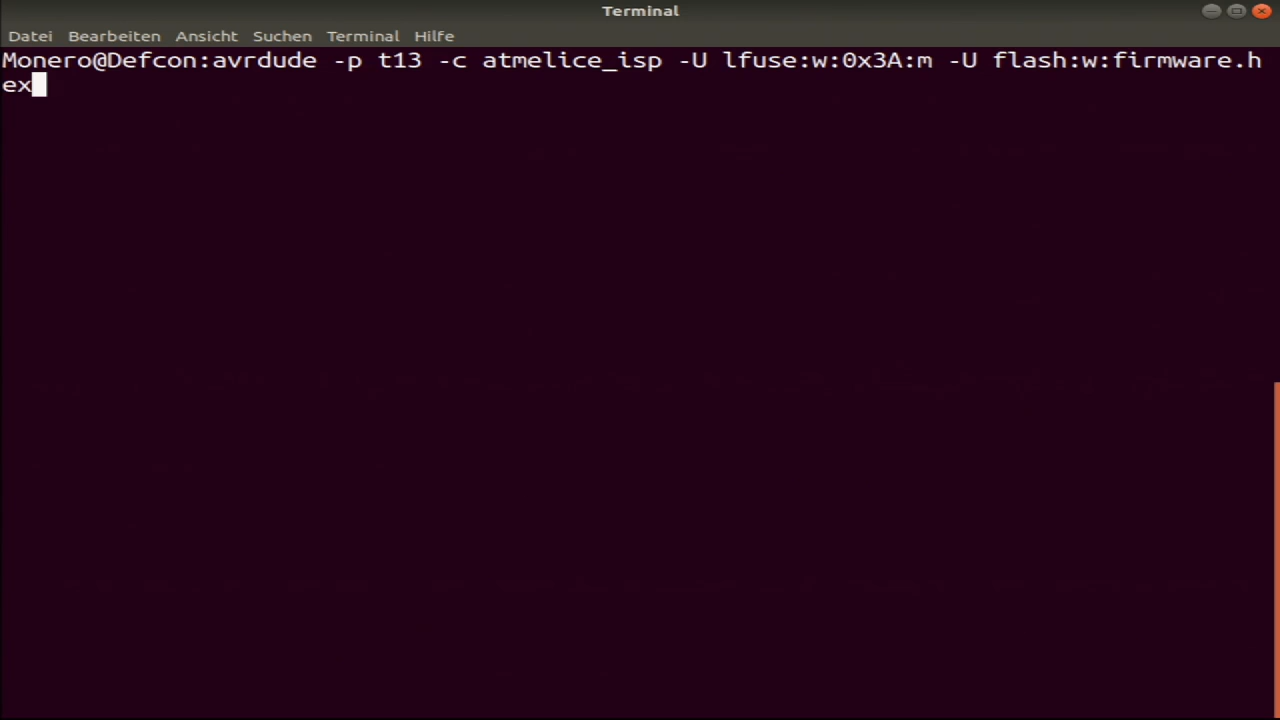 Terminal
Datei Bearbeiten Ansicht Suchen Terminal Hilfe
Monero@Defcon:avrdude -p t13 -c atmelice_isp -U lfuse:w:0x3A:m -U flash:w:firmware.h
ex